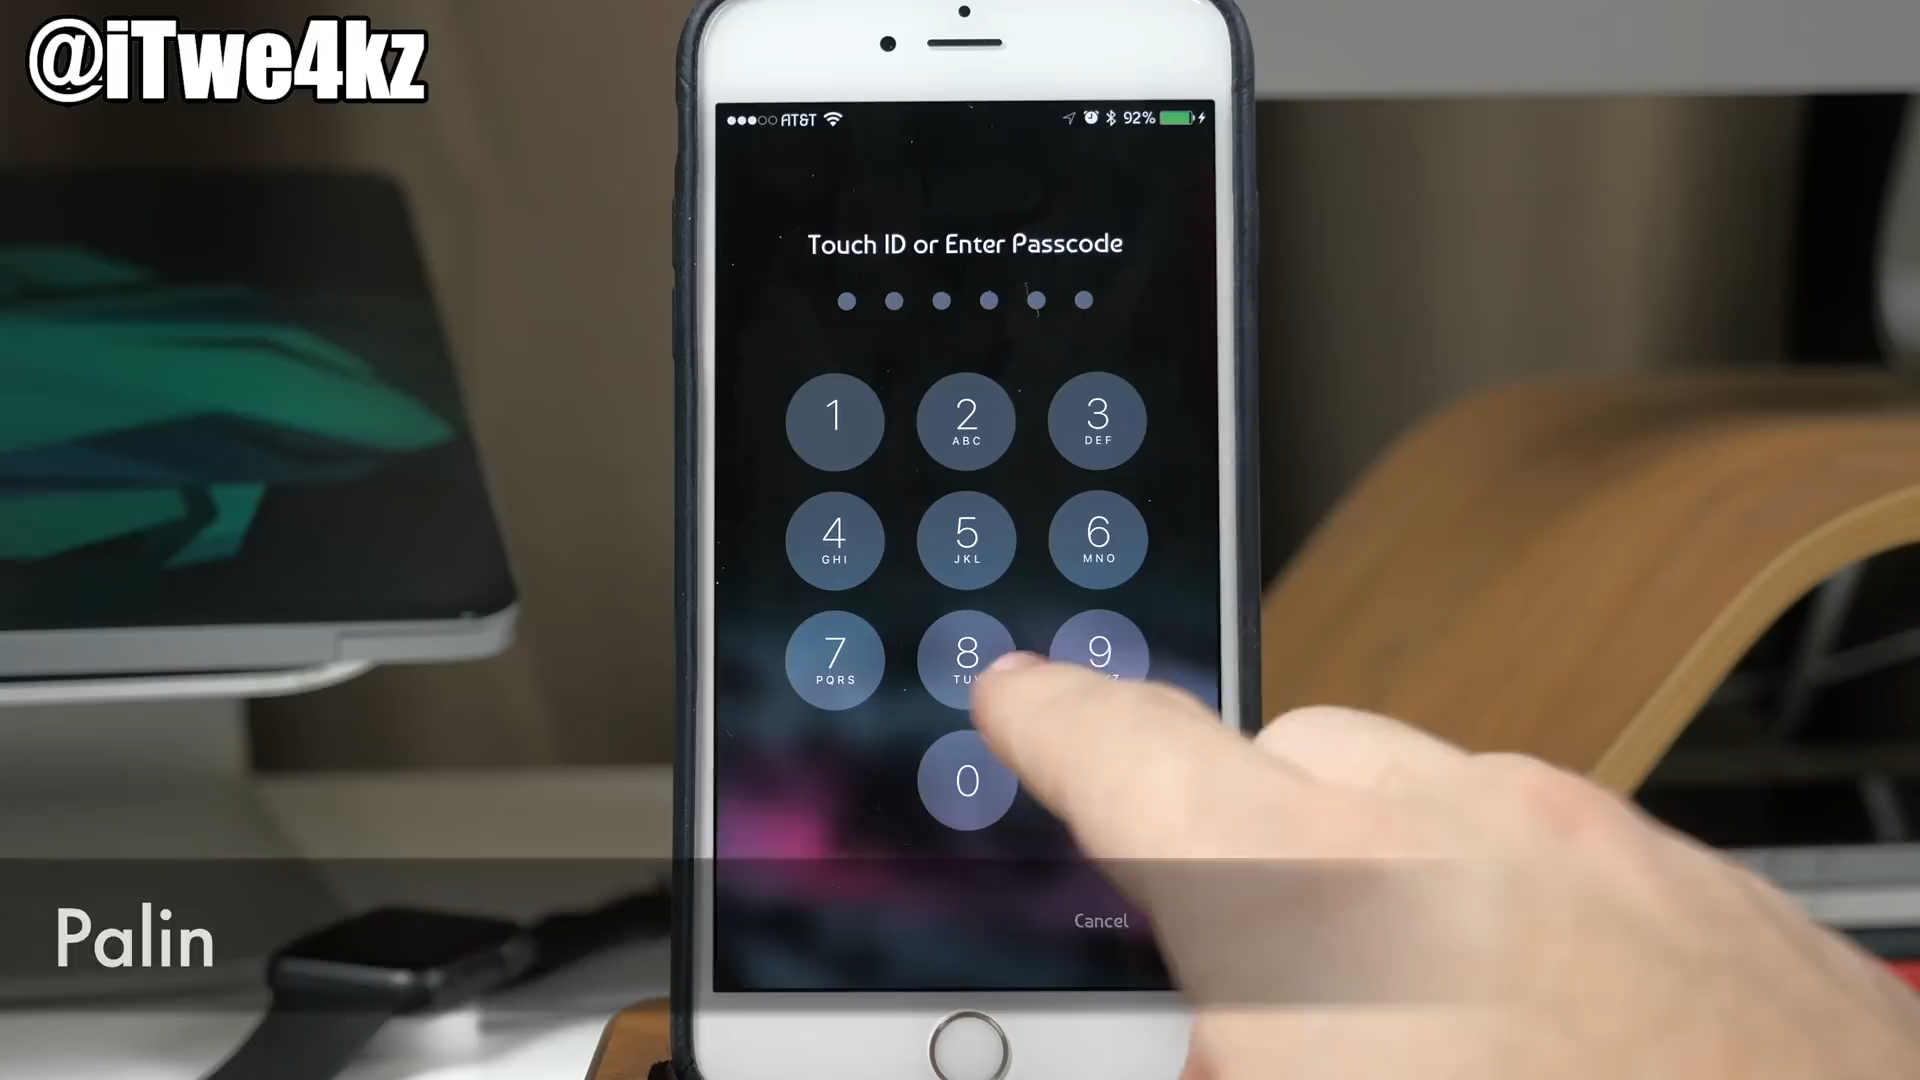 @iTwe4kz
AT&T
92%
Touch ID or Enter Passcode
1
2
ABC
3
DEF
4
GHI
5
JKL
6
MNO
7
PQRS
8
TUV
9
0
Cancel
Palin